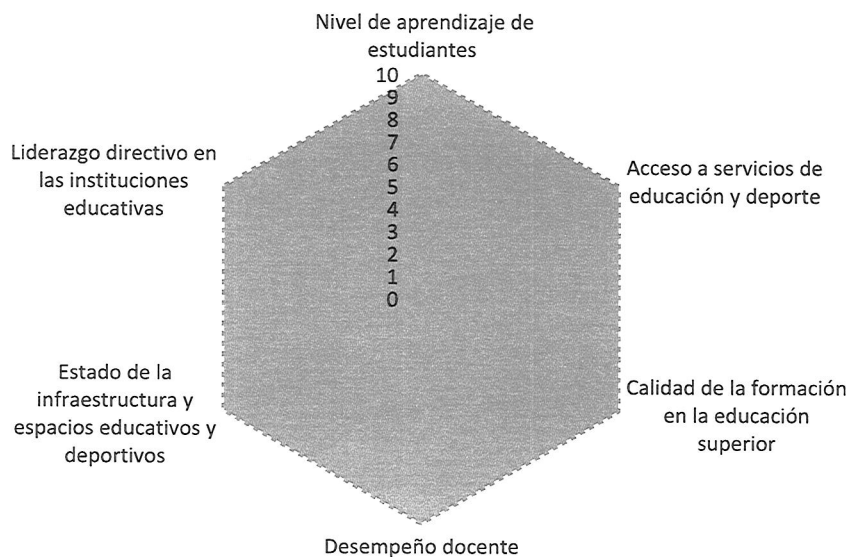 Nivel de aprendizaje de
estudiantes
10
9
8
7
6
5
4
3
2
1
0
Acceso a servicios de
educación y deporte
Calidad de la formación
en la educación
superior
Desempeño docente
Estado de la
infraestructura y
espacios educativos y
deportivos
Liderazgo directivo en
las instituciones
educativas